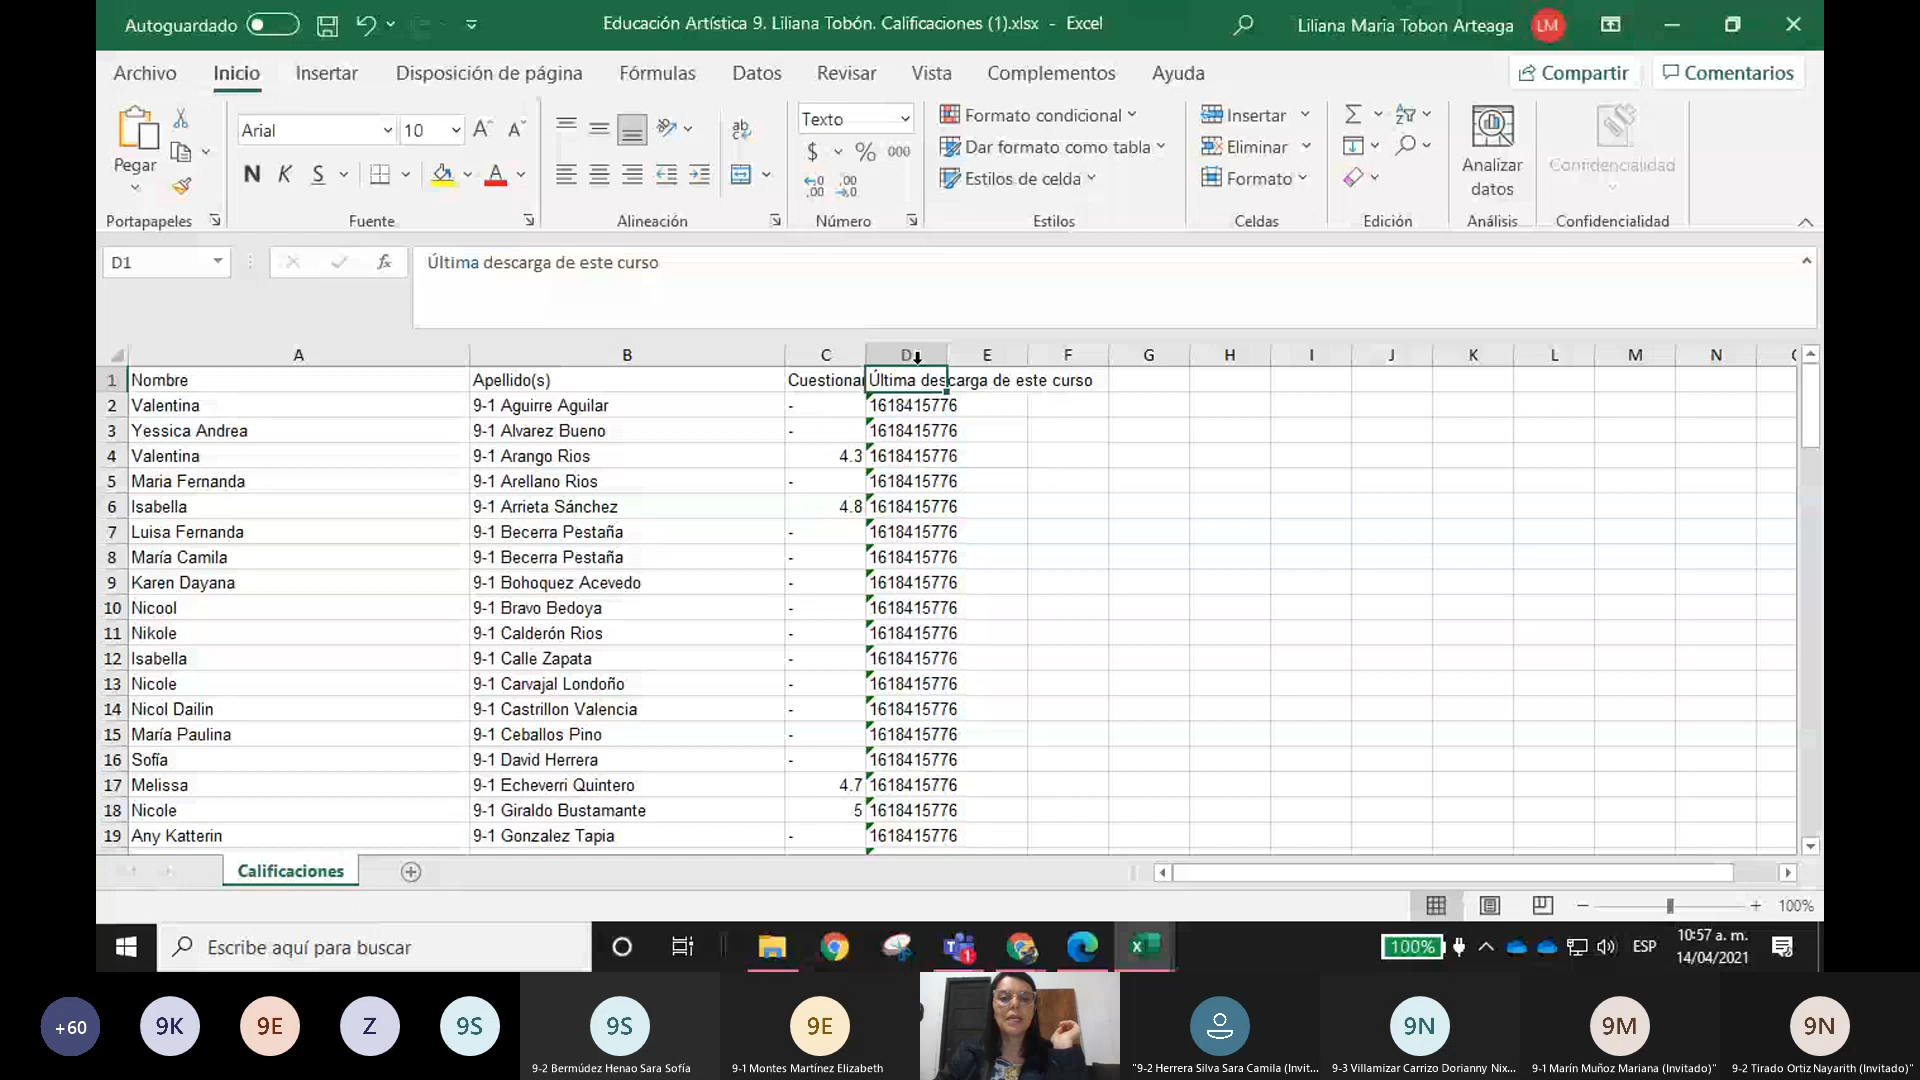 Autoguardado
Educación Artística 9. Liliana Tobón. Calificaciones (1).xlsx - Excel
Liliana Maria Tobon Arteaga LM
Archivo Inicio Insertar Disposición de página Fórmulas Datos Revisar Vista Complementos Ayuda Compartir Comentarios
Pegar
Portapapeles
Arial 10
N K S
Fuente
Alineación
Texto
$ % 000
Número
Formato condicional
Dar formato como tabla
Estilos de celda
Estilos
Insertar
Eliminar
Formato
Celdas
Edición
Analizar datos
Análisis
Confidencialidad
Confidencialidad
D1 fx Última descarga de este curso
A B C D E F G H I J K L M N
1 Nombre Apellido(s) Cuestionar Última descarga de este curso
2 Valentina 9-1 Aguirre Aguilar - 1618415776
3 Yessica Andrea 9-1 Alvarez Bueno - 1618415776
4 Valentina 9-1 Arango Rios 4.3 1618415776
5 Maria Fernanda 9-1 Arellano Rios - 1618415776
6 Isabella 9-1 Arrieta Sánchez 4.8 1618415776
7 Luisa Fernanda 9-1 Becerra Pestaña - 1618415776
8 María Camila 9-1 Becerra Pestaña - 1618415776
9 Karen Dayana 9-1 Bohoquez Acevedo - 1618415776
10 Nicool 9-1 Bravo Bedoya - 1618415776
11 Nikole 9-1 Calderón Rios - 1618415776
12 Isabella 9-1 Calle Zapata - 1618415776
13 Nicole 9-1 Carvajal Londoño - 1618415776
14 Nicol Dailin 9-1 Castrillon Valencia - 1618415776
15 María Paulina 9-1 Ceballos Pino - 1618415776
16 Sofía 9-1 David Herrera - 1618415776
17 Melissa 9-1 Echeverri Quintero 4.7 1618415776
18 Nicole 9-1 Giraldo Bustamante 5 1618415776
19 Any Katterin 9-1 Gonzalez Tapia - 1618415776
Calificaciones
100%
Escribe aquí para buscar
1
100% ESP 10:57 a. m.
14/04/2021
+60 9K 9E Z 9S 9S 9E 9N 9M 9N
9-2 Bermúdez Henao Sara Sofía
9-1 Montes Martínez Elizabeth
"9-2 Herrera Silva Sara Camila (Invit...
9-3 Villamizar Carrizo Dorianny Nix...
9-1 Marín Muñoz Mariana (Invitado)"
9-2 Tirado Ortiz Nayarith (Invitado)"